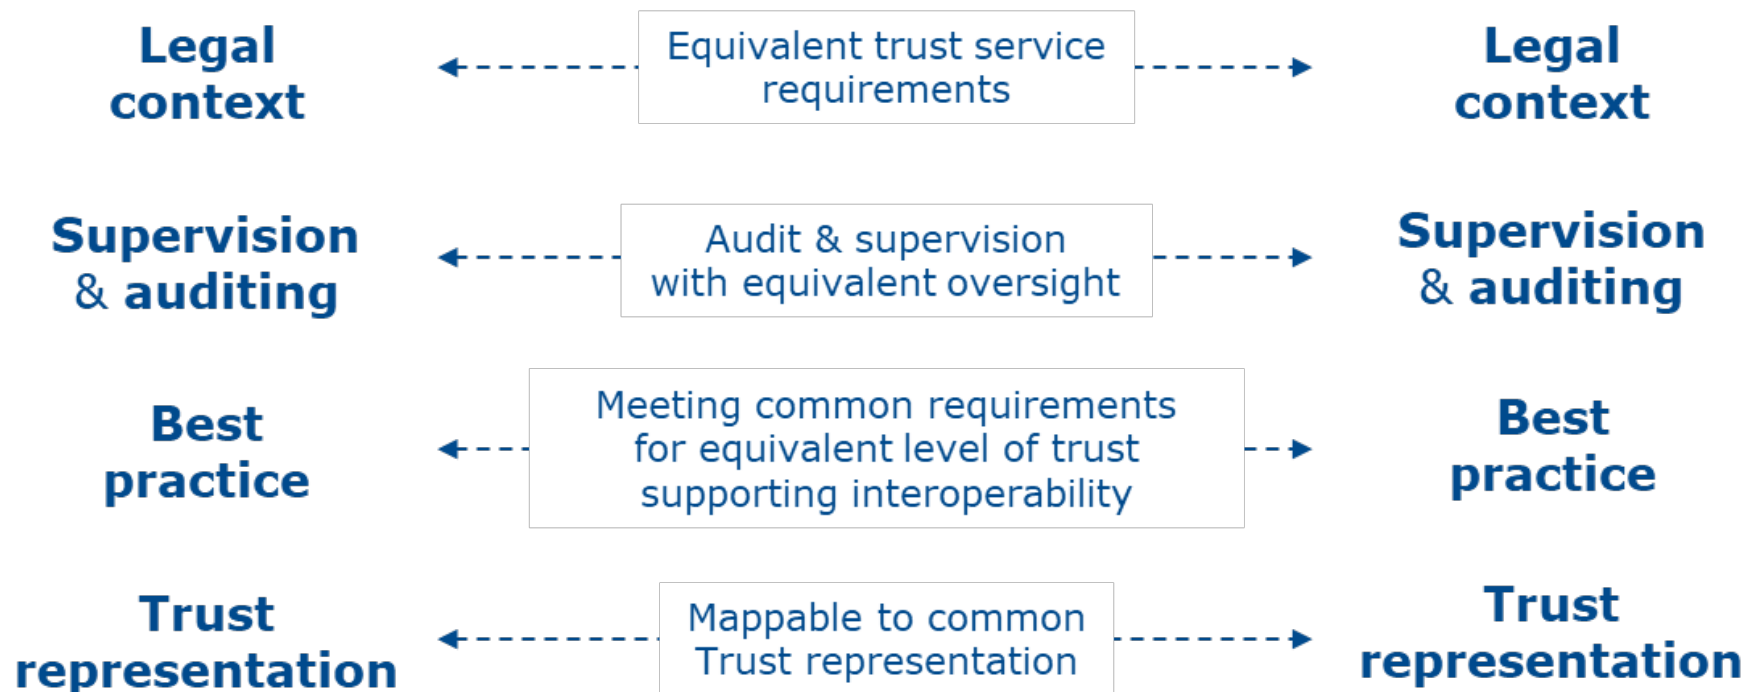 Legal
context
Equivalent trust service
requirements
Legal
context
Supervision
& auditing
Audit & supervision
with equivalent oversight
Supervision
& auditing
Best
practice
Meeting common requirements
for equivalent level of trust
supporting interoperability
Best
practice
Trust
representation
Mappable to common
Trust representation
Trust
representation